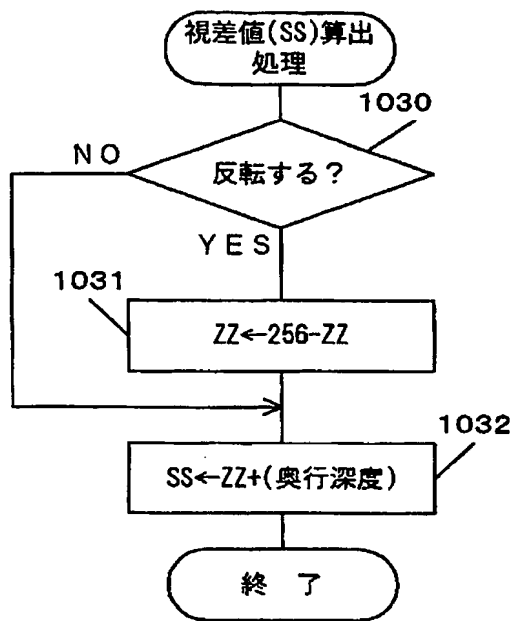 視差値(SS)算出
処理
1030
NO
反転する?
YES
1031
ZZ←256-ZZ
1032
SS←ZZ+(奥行深度)
終 了